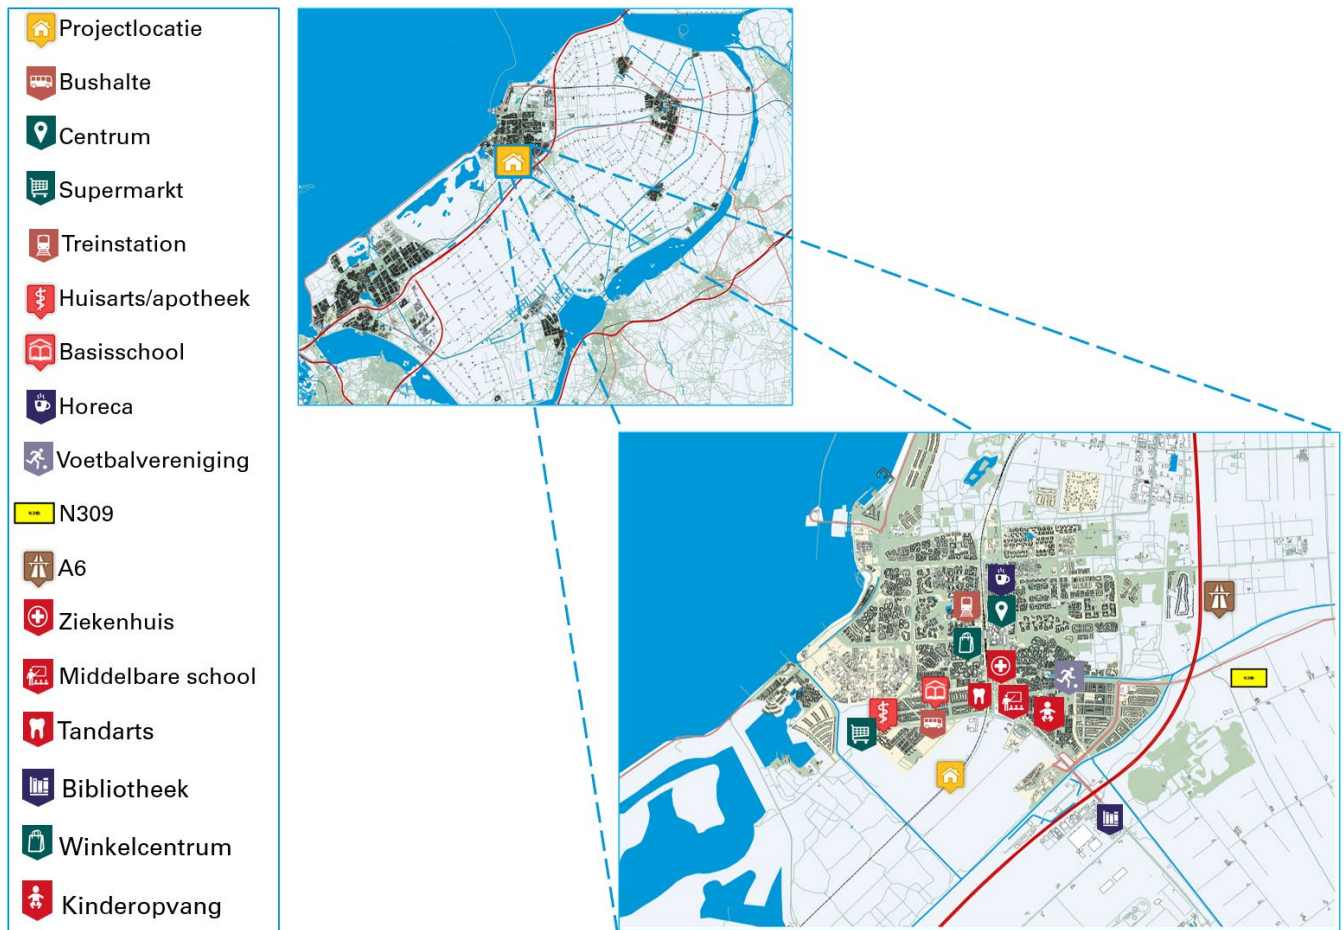 Projectlocatie
Bushalte
Centrum
Supermarkt
Treinstation
Huisarts/apotheek
Basisschool
Horeca
Voetbalvereniging
N309
A6
Ziekenhuis
Middelbare school
Tandarts
Bibliotheek
Winkelcentrum
Kinderopvang